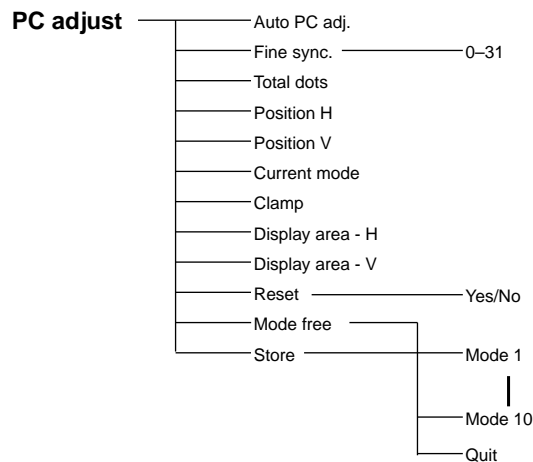 PC adjust
Auto PC adj.
Fine sync. 0–31
Total dots
Position H
Position V
Current mode
Clamp
Display area - H
Display area - V
Reset Yes/No
Mode free
Store Mode 1
Mode 10
Quit